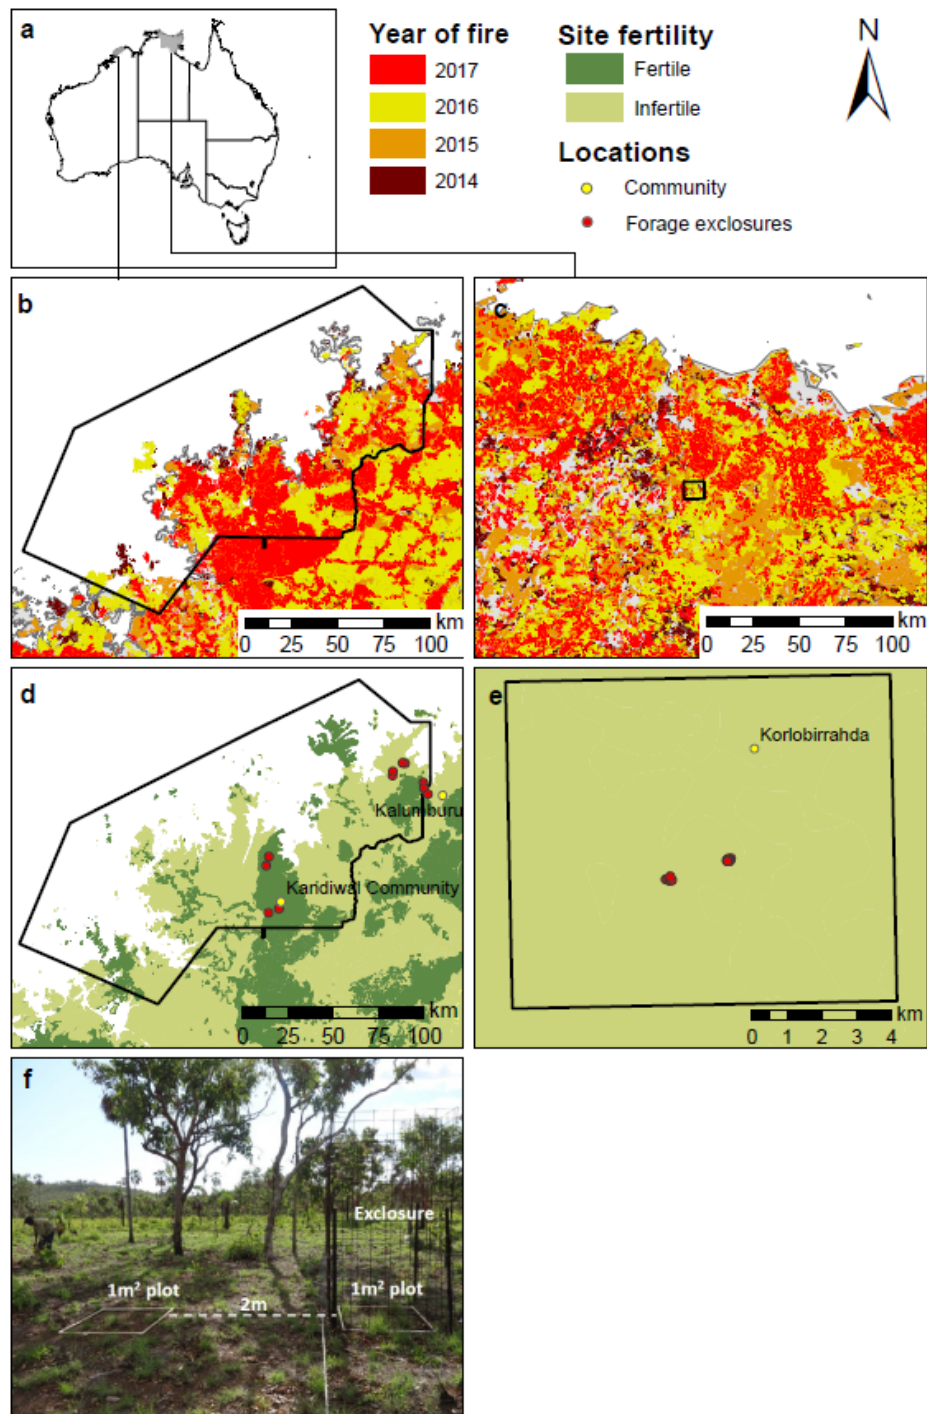 a
Year of fire
2017
2016
2015
2014
Site fertility
Fertile
Infertile
Locations
Community
Forage exclosures
N
b
km
0 25 50 75 100
c
km
0 25 50 75 100
d
Kalumburu
Kandiwal Community
km
0 25 50 75 100
e
Korlobirrahda
km
0 1 2 3 4
f
Exclosure
1m² plot
1m² plot
2m